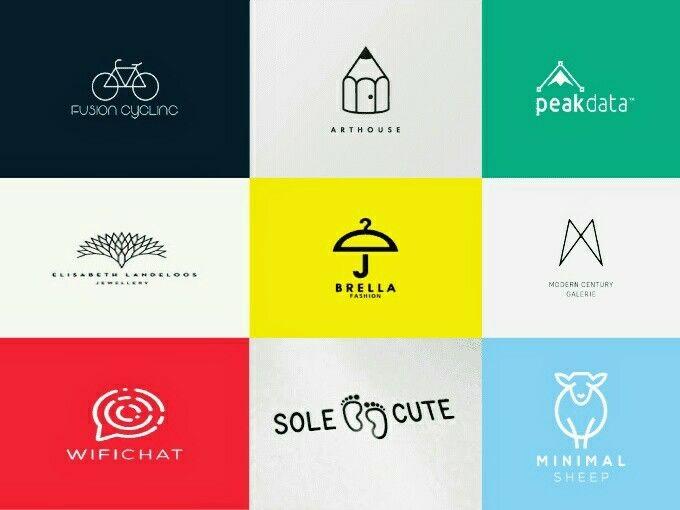 FUSION CYCLING
ARTHOUSE
peakdata™
ELISABETH LANDELOOS
JEWELLERY
BRELLA
FASHION
MODERN CENTURY
GALERIE
WIFICHAT
SOLE CUTE
MINIMAL
SHEEP